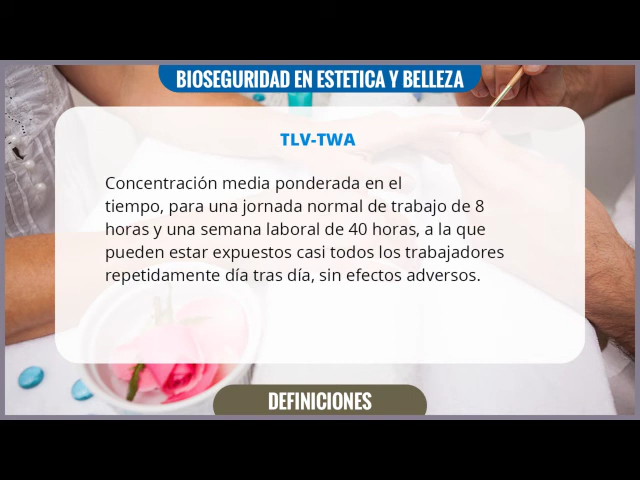 BIOSEGURIDAD EN ESTETICA Y BELLEZA
TLV-TWA
Concentración media ponderada en el
tiempo, para una jornada normal de trabajo de 8
horas y una semana laboral de 40 horas, a la que
pueden estar expuestos casi todos los trabajadores
repetidamente día tras día, sin efectos adversos.
DEFINICIONES